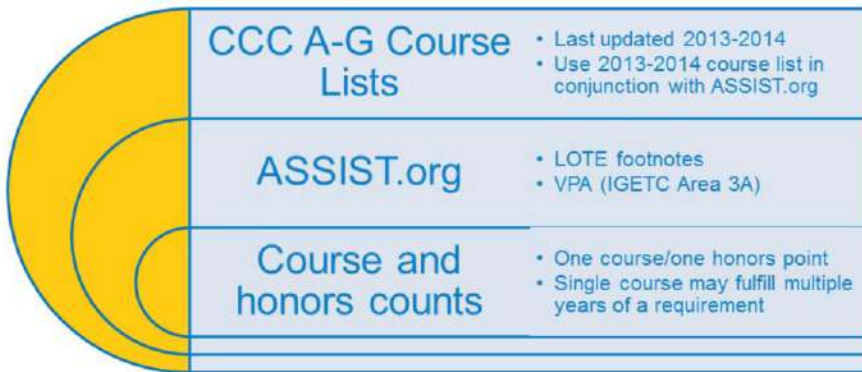 CCC A-G Course
Lists
• Last updated 2013-2014
• Use 2013-2014 course list in
conjunction with ASSIST.org
ASSIST.org
• LOTE footnotes
• VPA (IGETC Area 3A)
Course and
honors counts
• One course/one honors point
• Single course may fulfill multiple
years of a requirement